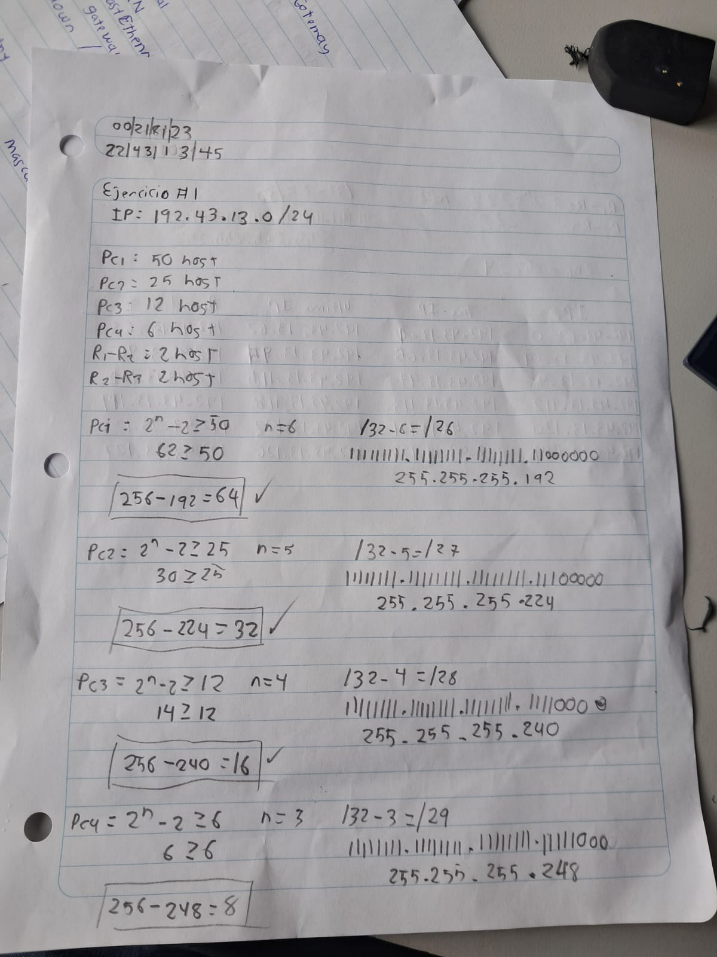 Gateway
00/21/81/23
22/43/1 3/45
Ejercicio #1
IP: 192.43.13.0/24
Pc1: 50 host
Pc2: 25 host
Pc3: 12 host
Pc4: 6 host
R1-R2: 2 host
R2-R3: 2 host
Pc1 = 2ⁿ-2≥50 n=6 /32-6=/26
62≥50 11111111.11111111.11111111.11000000
255.255.255.192
256-192=64 ✓
Pc2= 2ⁿ-2≥25 n=5 /32-5=/27
30≥25 11111111.11111111.11111111.11100000
255.255.255.224
256-224=32 ✓
Pc3 = 2ⁿ-2≥12 n=4 /32-4=/28
14≥12 11111111.11111111.11111111.11110000
255.255.255.240
256-240=16 ✓
Pc4 = 2ⁿ-2≥6 n=3 /32-3=/29
6≥6 11111111.11111111.11111111.11111000
255.255.255.248
256-248=8